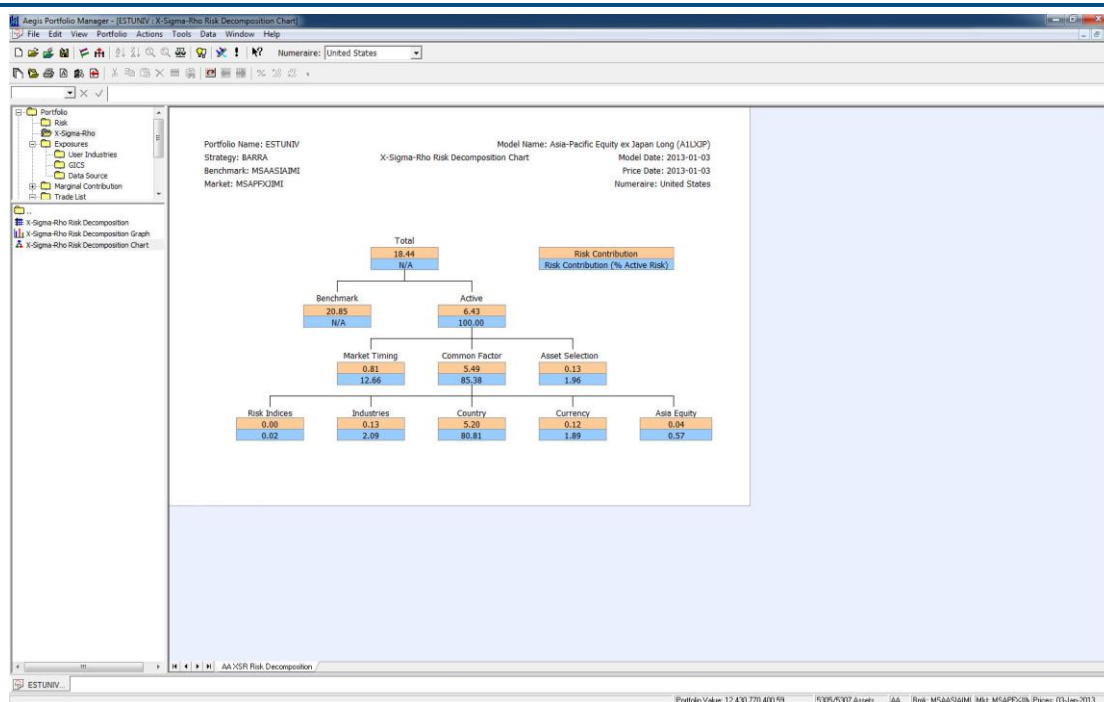 Aegis Portfolio Manager - [ESTUNIV : X-Sigma-Rho Risk Decomposition Chart]
File Edit View Portfolio Actions Tools Data Window Help
Numeraire: United States
Portfolio
Risk
X-Sigma-Rho
Exposures
User Industries
GICS
Data Source
Marginal Contribution
Trade List
..
X-Sigma-Rho Risk Decomposition
X-Sigma-Rho Risk Decomposition Graph
X-Sigma-Rho Risk Decomposition Chart
Portfolio Name: ESTUNIV Model Name: Asia-Pacific Equity ex Japan Long (A1LXJP)
Strategy: BARRA X-Sigma-Rho Risk Decomposition Chart Model Date: 2013-01-03
Benchmark: MSAASIAIMI Price Date: 2013-01-03
Market: MSAPFXJIMI Numeraire: United States
Total
18.44 Risk Contribution
N/A Risk Contribution (% Active Risk)
Benchmark Active
20.85 6.43
N/A 100.00
Market Timing Common Factor Asset Selection
0.81 5.49 0.13
12.66 85.38 1.96
Risk Indices Industries Country Currency Asia Equity
0.00 0.13 5.20 0.12 0.04
0.02 2.09 80.81 1.89 0.57
AA XSR Risk Decomposition
ESTUNIV...
Portfolio Value: 12,430,770,400.59 5305/5307 Assets AA Bmk: MSAASIAIMI Mkt: MSAPFXJIM Prices: 03-Jan-2013